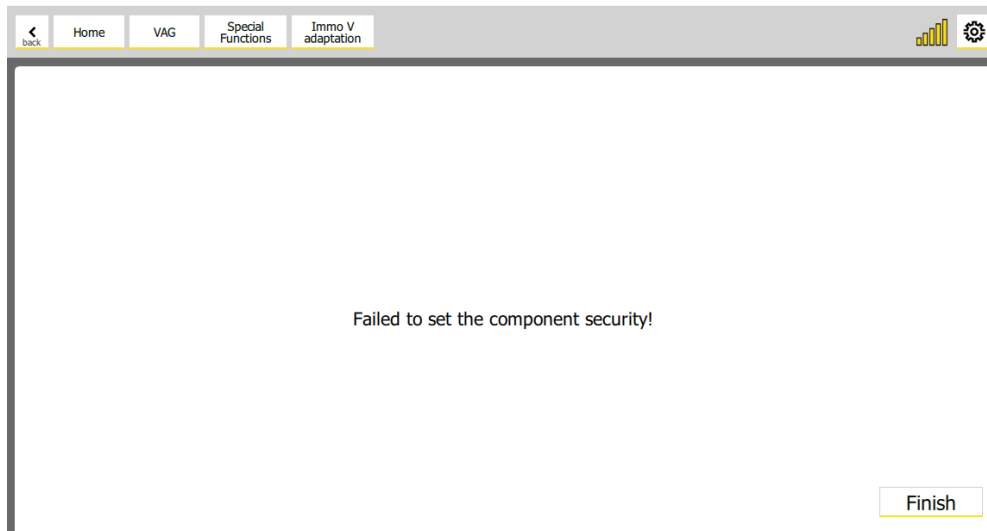 back
Home
VAG
Special
Functions
Immo V
adaptation
Failed to set the component security!
Finish